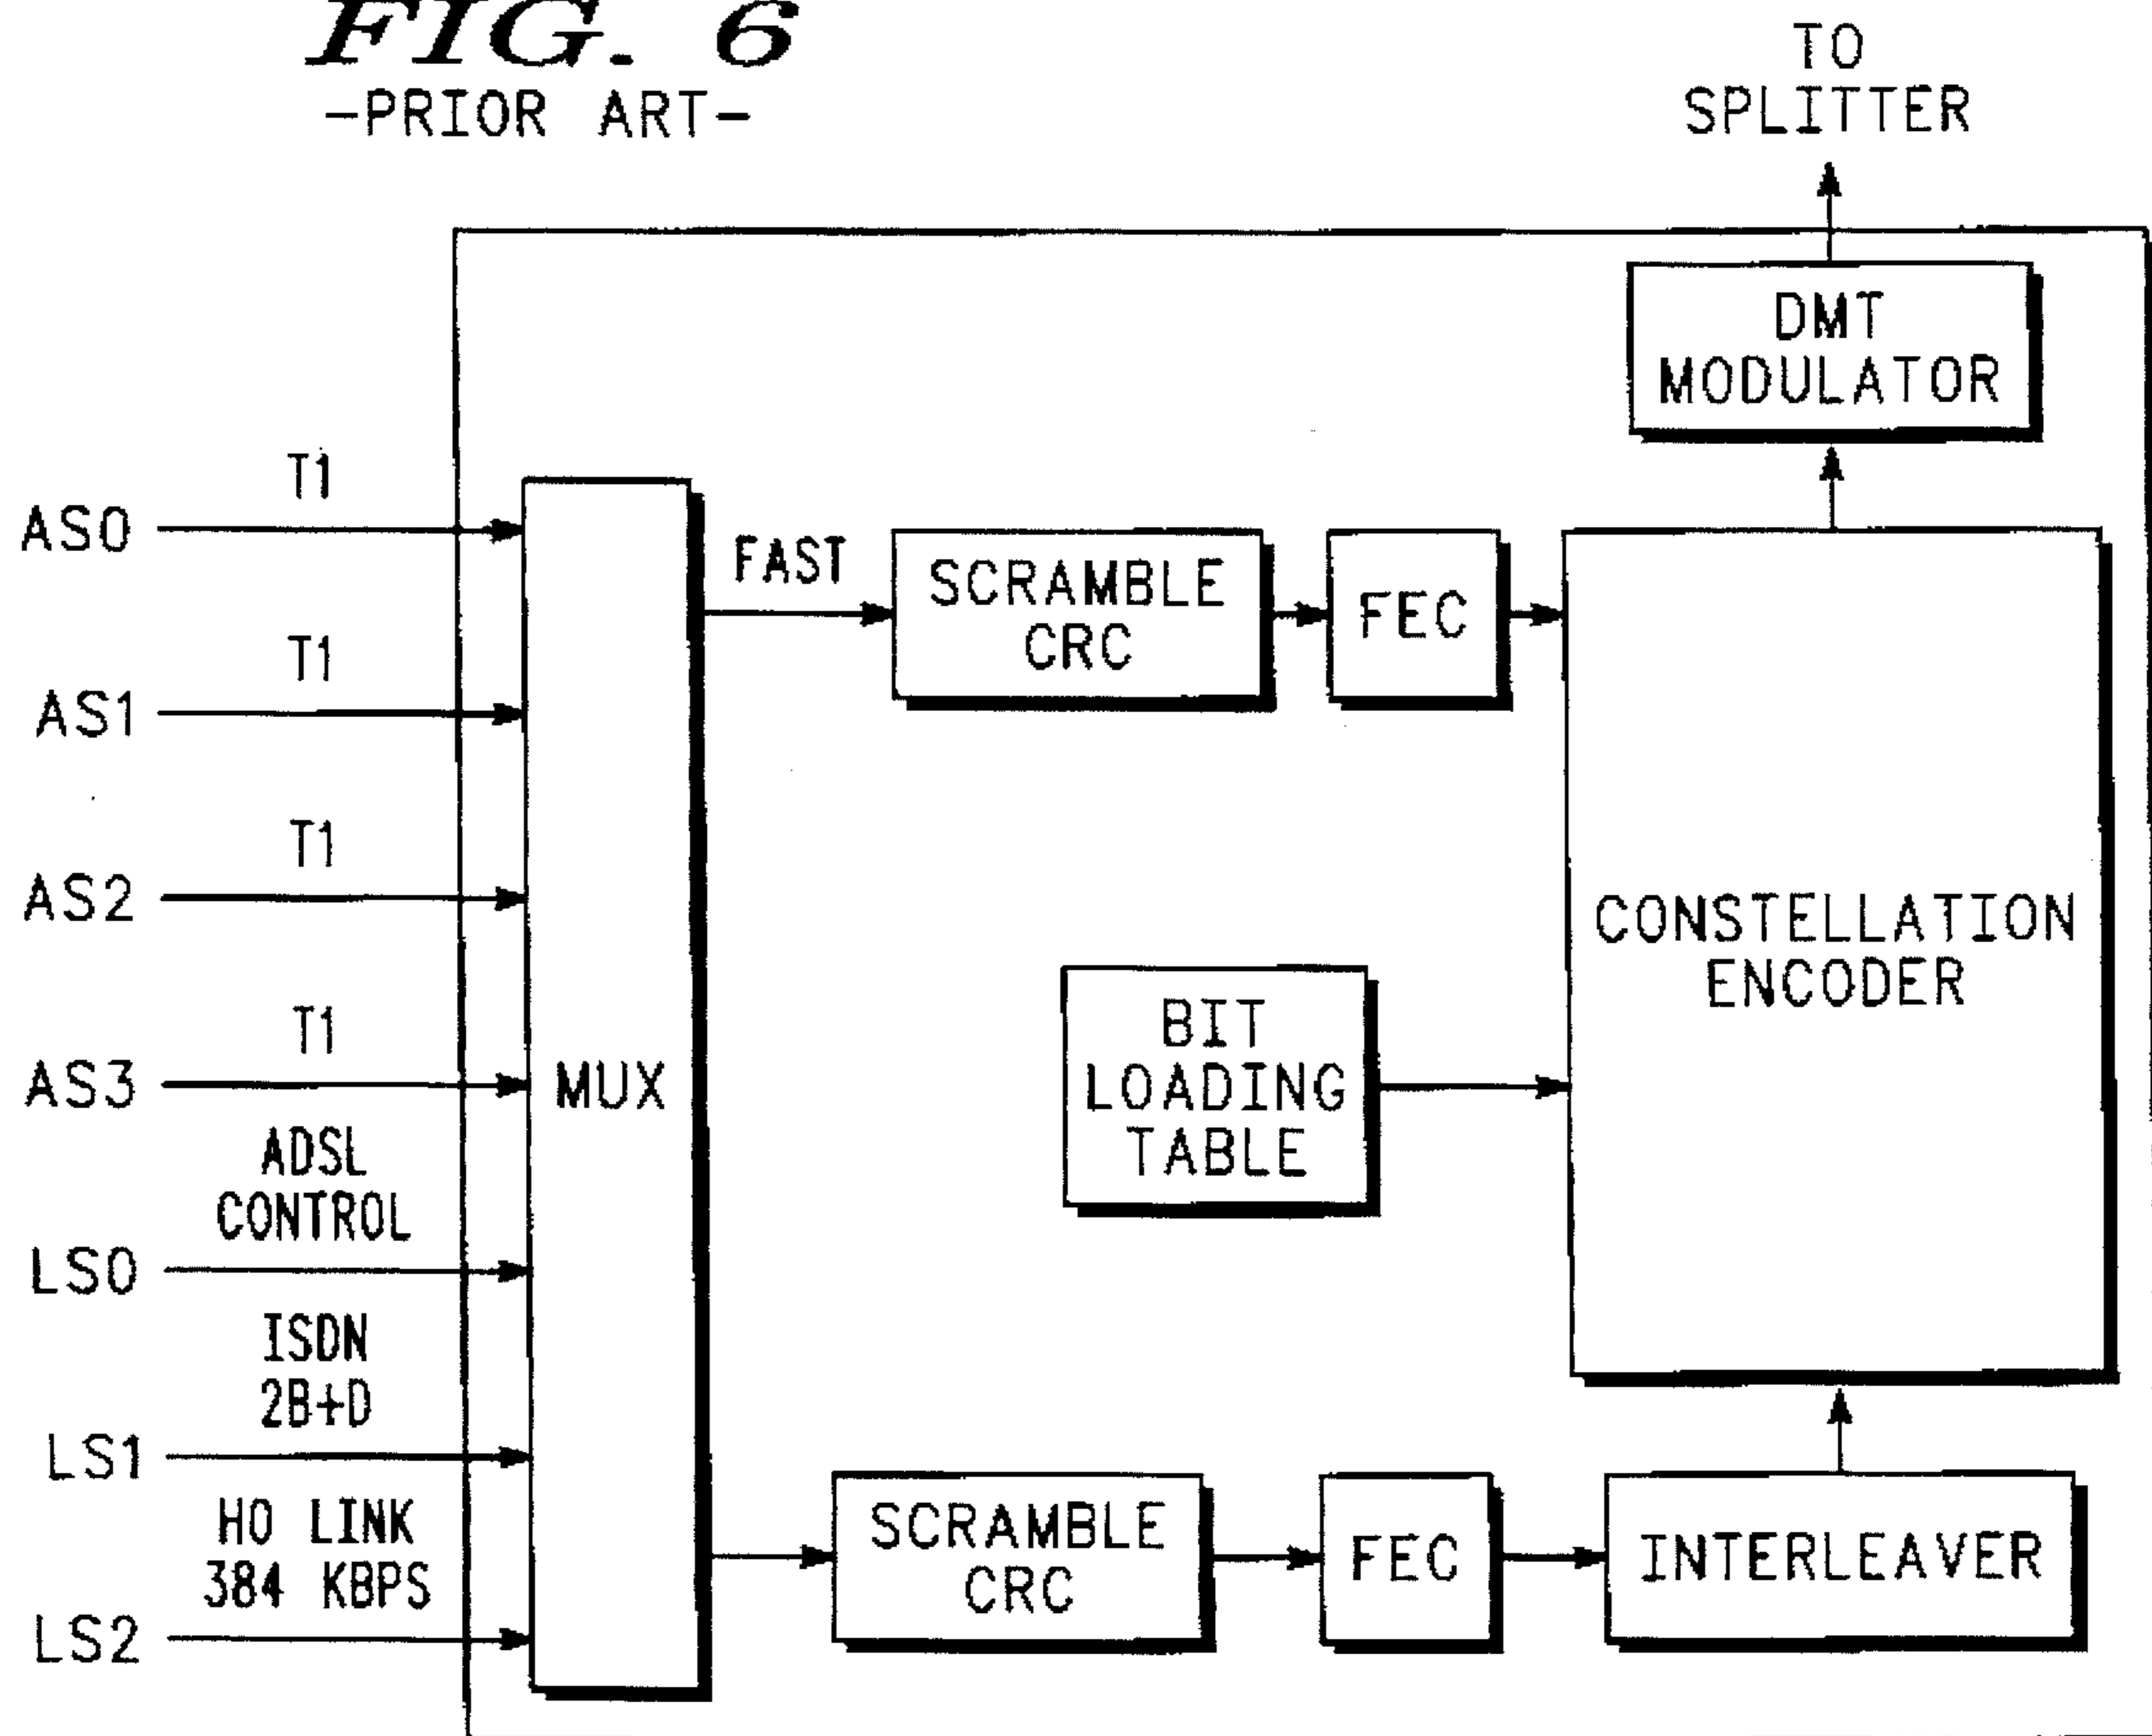 FIG. 6
-PRIOR ART-
TO
SPLITTER
DMT
MODULATOR
AS0
T1
AS1
T1
AS2
T1
AS3
T1
LS0
ADSL
CONTROL
LS1
ISDN
2B+D
LS2
H0 LINK
384 KBPS
MUX
FAST
SCRAMBLE
CRC
FEC
CONSTELLATION
ENCODER
BIT
LOADING
TABLE
SCRAMBLE
CRC
FEC
INTERLEAVER